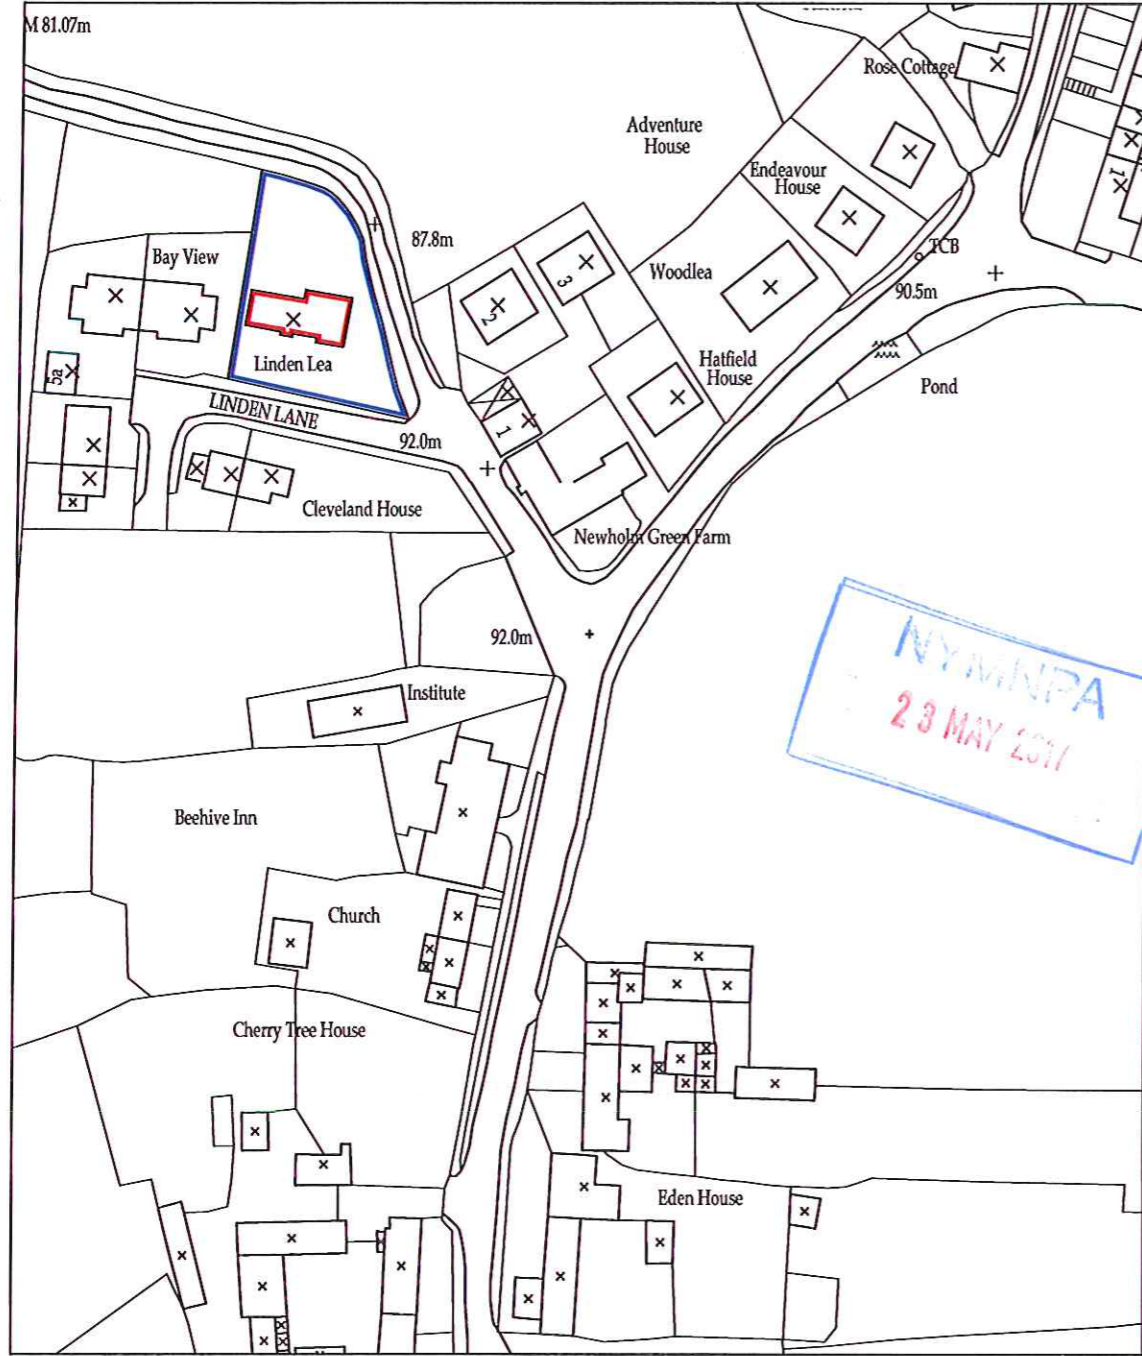 M 81.07m
Rose Cottage
Adventure
House
Endeavour
House
1
87.8m
Bay View
TCB
Woodlea
90.5m
3
2
Linden Lea
Hatfield
House
5a
Pond
LINDEN LANE
1
92.0m
Cleveland House
Newholm Green Farm
92.0m
NYMNPA
23 MAY 2017
Institute
Beehive Inn
Church
Cherry Tree House
Eden House